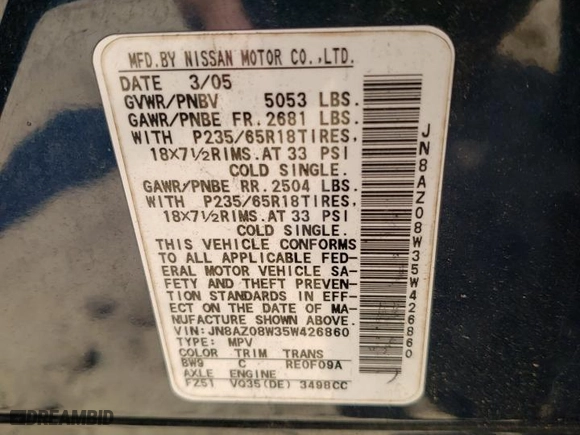 MFD.BY NISSAN MOTOR CO.,LTD.
DATE 3/05
GVWR/PNBV 5053 LBS.
GAWR/PNBE FR.2681 LBS.
WITH P235/65R18TIRES,
18X7½RIMS.AT 33 PSI
COLD SINGLE.
GAWR/PNBE RR.2504 LBS.
WITH P235/65R18TIRES,
18X7½RIMS.AT 33 PSI
COLD SINGLE.
THIS VEHICLE CONFORMS
TO ALL APPLICABLE FED-
ERAL MOTOR VEHICLE SA-
FETY AND THEFT PREVEN-
TION STANDARDS IN EFF-
ECT ON THE DATE OF MA-
NUFACTURE SHOWN ABOVE
VIN:JN8AZ08W35W426860
TYPE: MPV
COLOR TRIM TRANS
BW9 C RE0F09A
AXLE ENGINE
FZ51 VQ35(DE) 3498CC
JN8AZ08W35W426860
DREAMBID